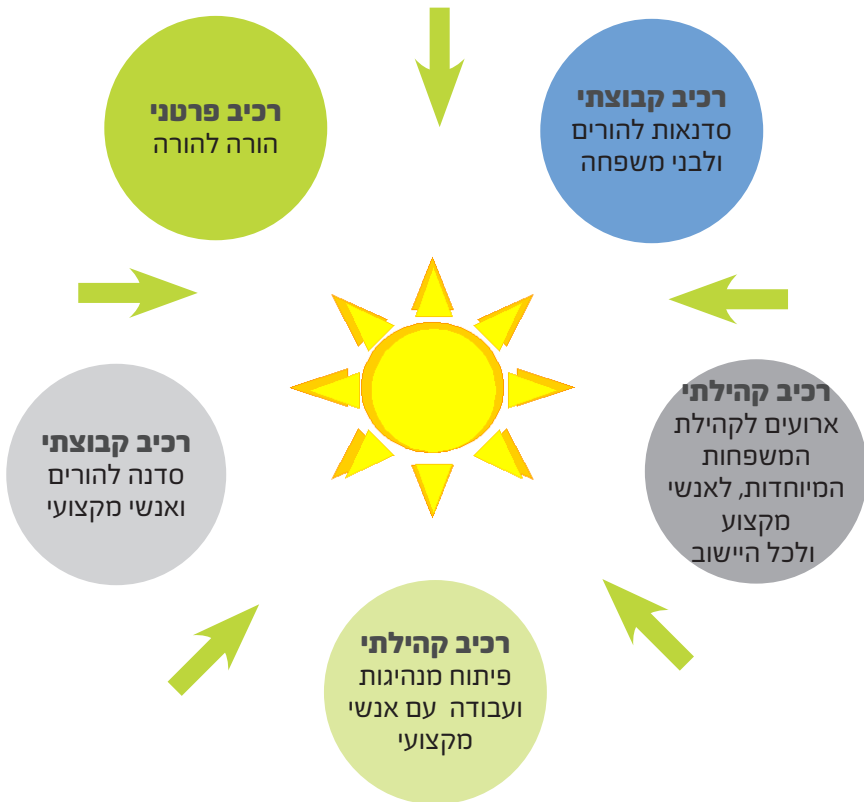 רכיב קבוצתי
סדנאות להורים
ולבני משפחה
רכיב פרטני
הורה להורה
רכיב קהילתי
ארועים לקהילת
המשפחות
המיוחדות, לאנשי
מקצוע
ולכל היישוב
רכיב קבוצתי
סדנה להורים
ואנשי מקצועי
רכיב קהילתי
פיתוח מנהיגות
ועבודה עם אנשי
מקצועי